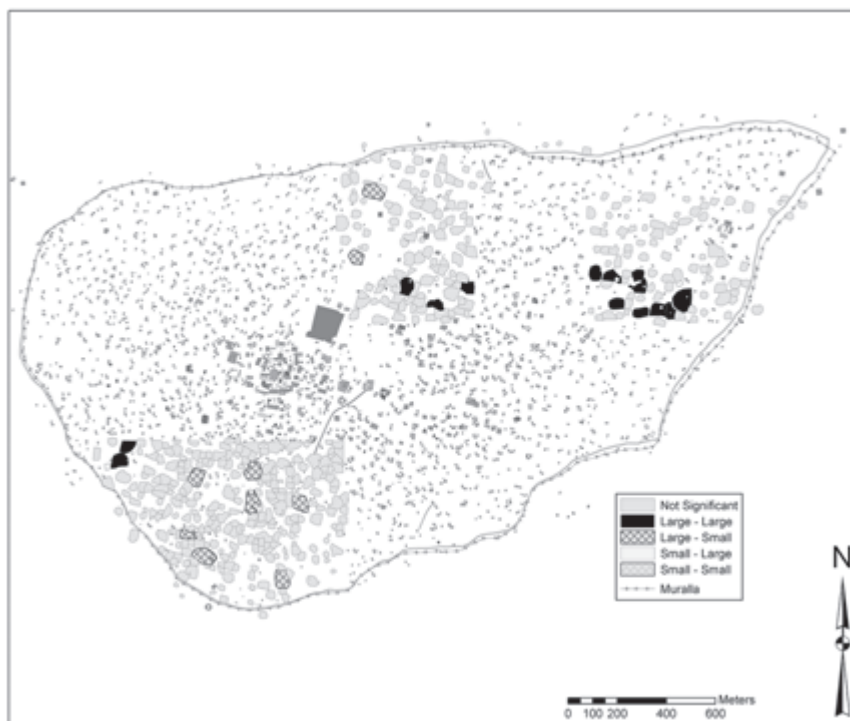 Not Significant
Large - Large
Large - Small
Small - Large
Small - Small
Muralla
N
Meters
0 100 200 400 600